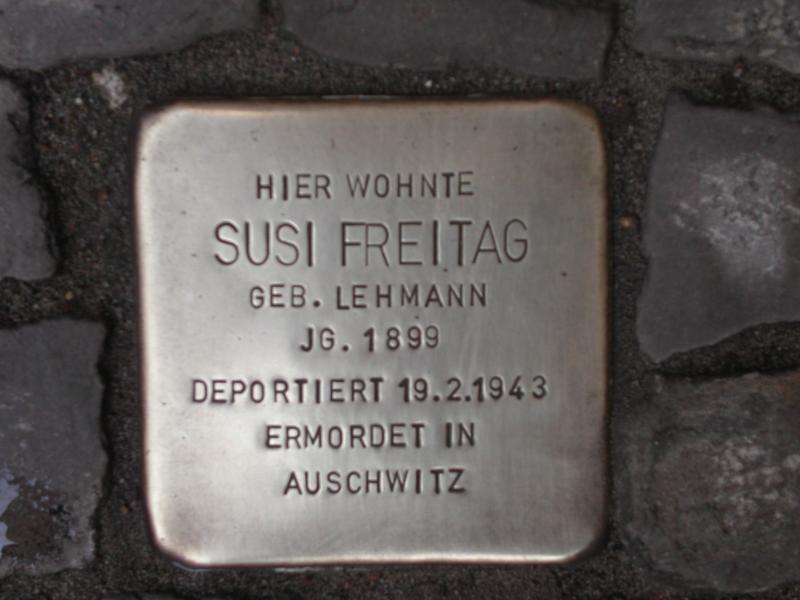 HIER WOHNTE
SUSI FREITAG
GEB. LEHMANN
JG. 1899
DEPORTIERT 19.2.1943
ERMORDET IN
AUSCHWITZ